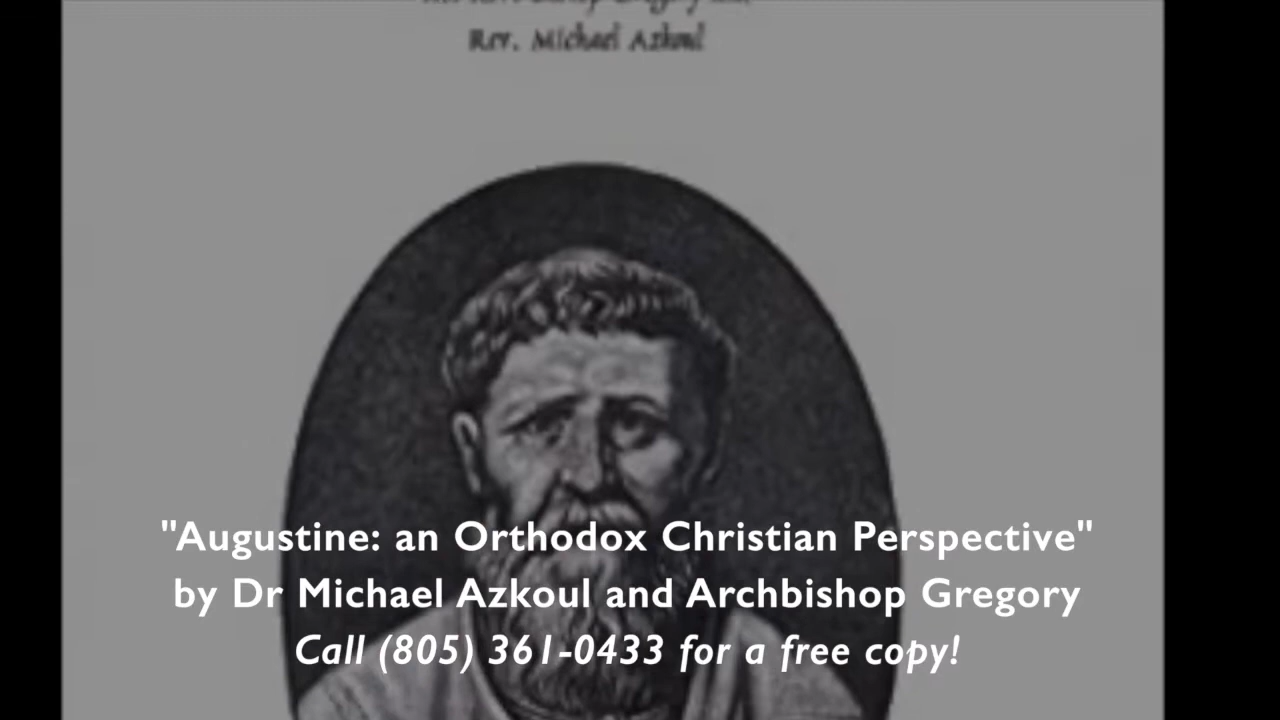 Rev. Michael Azkoul
"Augustine: an Orthodox Christian Perspective"
by Dr Michael Azkoul and Archbishop Gregory
Call (805) 361-0433 for a free copy!